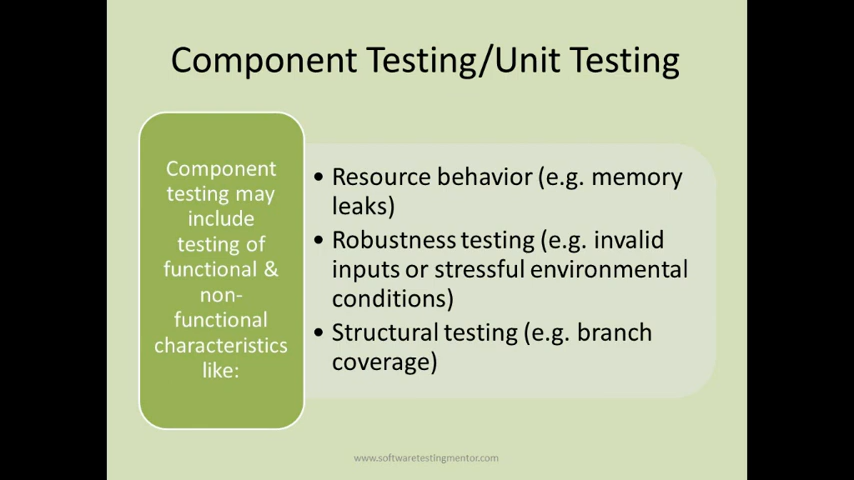 Component Testing/Unit Testing
Component
testing may
include
testing of
functional &
non-
functional
characteristics
like:
• Resource behavior (e.g. memory
leaks)
• Robustness testing (e.g. invalid
inputs or stressful environmental
conditions)
• Structural testing (e.g. branch
coverage)
www.softwaretestingmentor.com